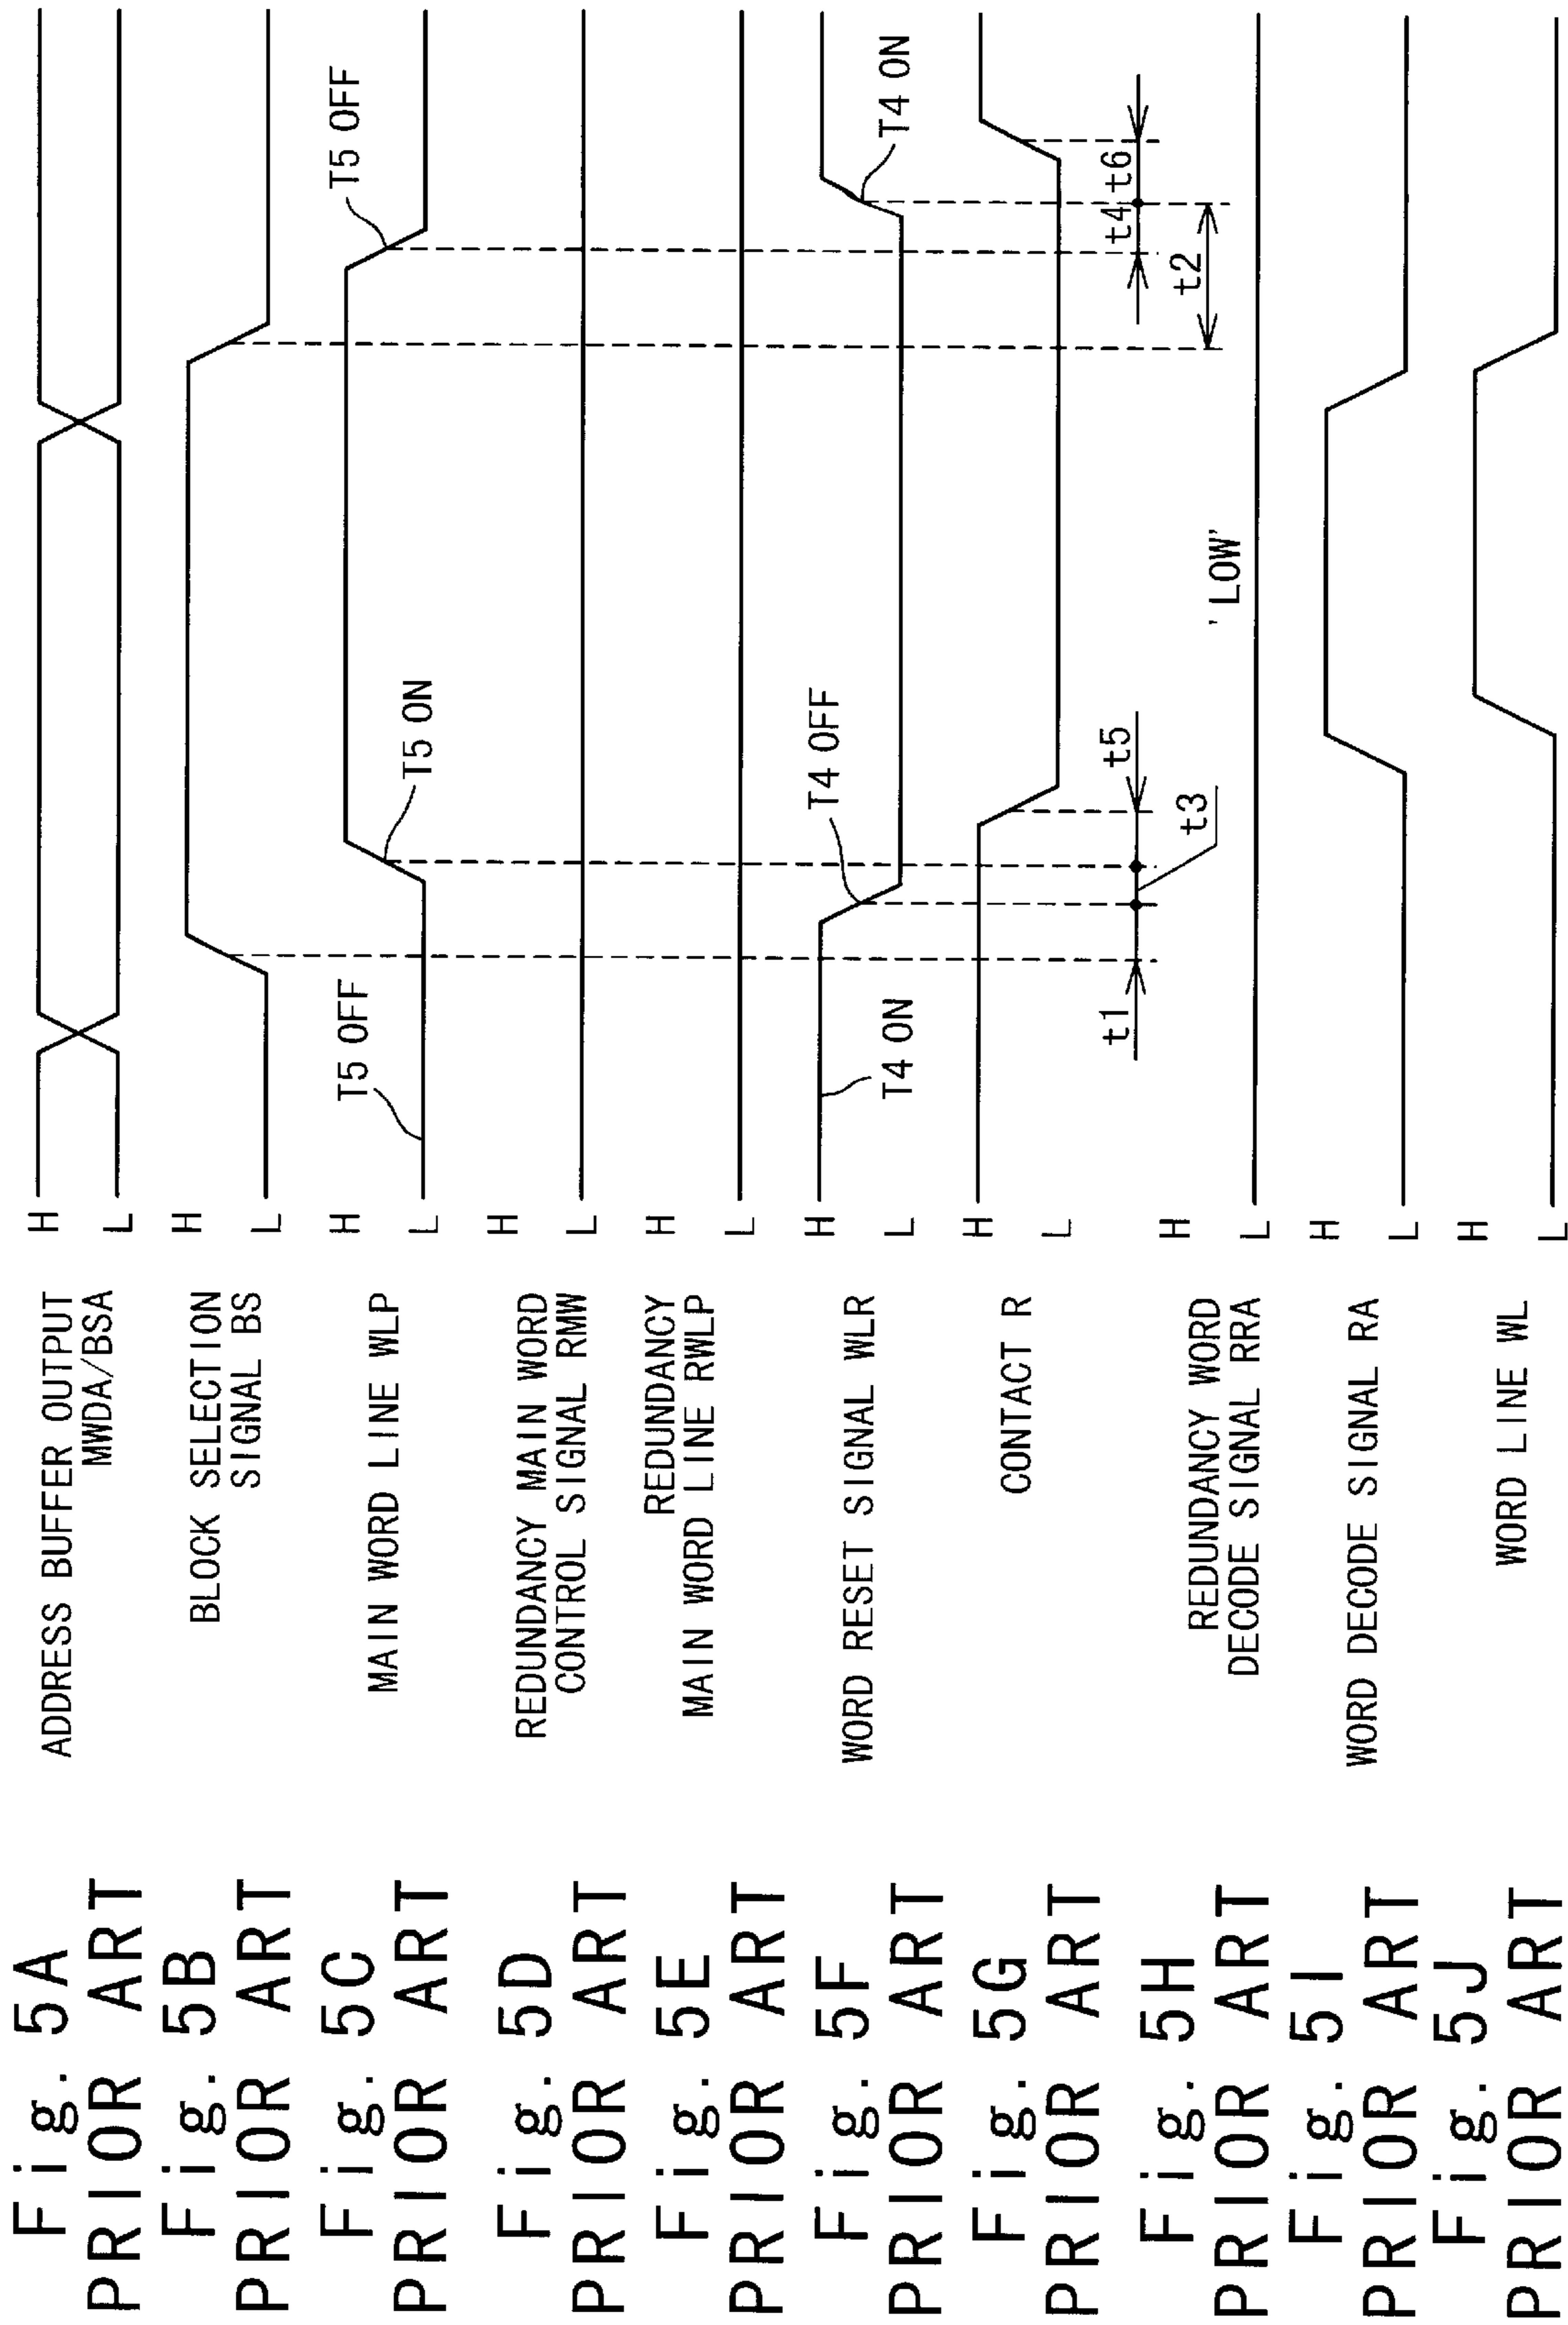 Fig. 5A
PRIOR ART
ADDRESS BUFFER OUTPUT
MWDA/BSA
H
L
Fig. 5B
PRIOR ART
BLOCK SELECTION
SIGNAL BS
H
L
Fig. 5C
PRIOR ART
MAIN WORD LINE WLP
H
L
T5 OFF
T5 ON
T5 OFF
Fig. 5D
PRIOR ART
REDUNDANCY MAIN WORD
CONTROL SIGNAL RMW
H
L
Fig. 5E
PRIOR ART
REDUNDANCY
MAIN WORD LINE RWLP
H
L
Fig. 5F
PRIOR ART
WORD RESET SIGNAL WLR
H
L
T4 ON
T4 OFF
T4 ON
Fig. 5G
PRIOR ART
CONTACT R
H
L
t1
t3
t5
t2
t4
t6
Fig. 5H
PRIOR ART
REDUNDANCY WORD
DECODE SIGNAL RRA
H
L
'LOW'
Fig. 5I
PRIOR ART
WORD DECODE SIGNAL RA
H
L
Fig. 5J
PRIOR ART
WORD LINE WL
H
L